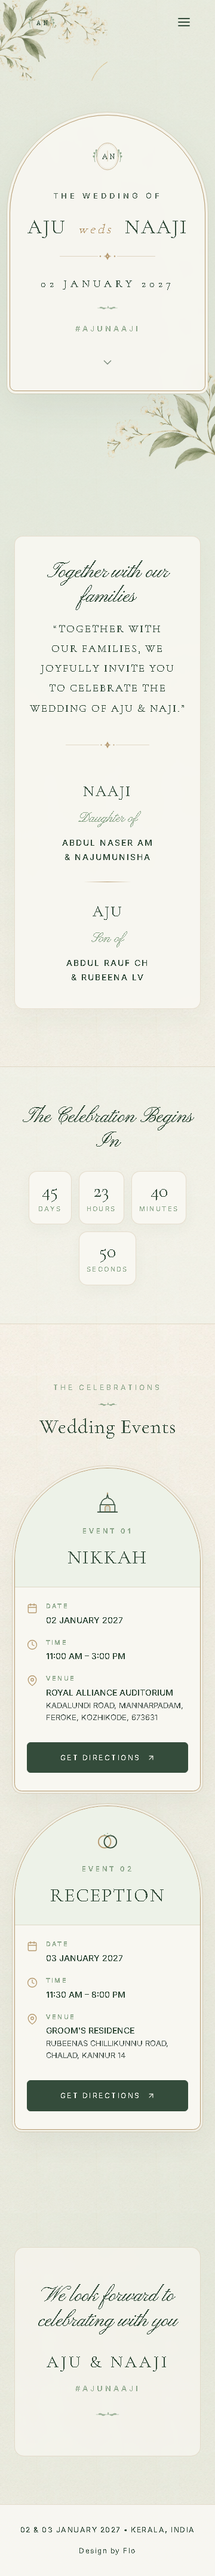 AN
AN
THE WEDDING OF
AJU weds NAAJI
02 JANUARY 2027
#AJUNAAJI
Together with our
families
"TOGETHER WITH
OUR FAMILIES, WE
JOYFULLY INVITE YOU
TO CELEBRATE THE
WEDDING OF AJU & NAJI."
NAAJI
Daughter of
ABDUL NASER AM
& NAJUMUNISHA
AJU
Son of
ABDUL RAUF CH
& RUBEENA LV
The Celebration Begins
In
45
DAYS
23
HOURS
40
MINUTES
50
SECONDS
THE CELEBRATIONS
Wedding Events
EVENT 01
NIKKAH
DATE
02 JANUARY 2027
TIME
11:00 AM – 3:00 PM
VENUE
ROYAL ALLIANCE AUDITORIUM
KADALUNDI ROAD, MANNARPADAM,
FEROKE, KOZHIKODE, 673631
GET DIRECTIONS
EVENT 02
RECEPTION
DATE
03 JANUARY 2027
TIME
11:30 AM – 8:00 PM
VENUE
GROOM'S RESIDENCE
RUBEENAS CHILLIKUNNU ROAD,
CHALAD, KANNUR 14
GET DIRECTIONS
We look forward to
celebrating with you
AJU & NAAJI
#AJUNAAJI
02 & 03 JANUARY 2027 • KERALA, INDIA
Design by Flo